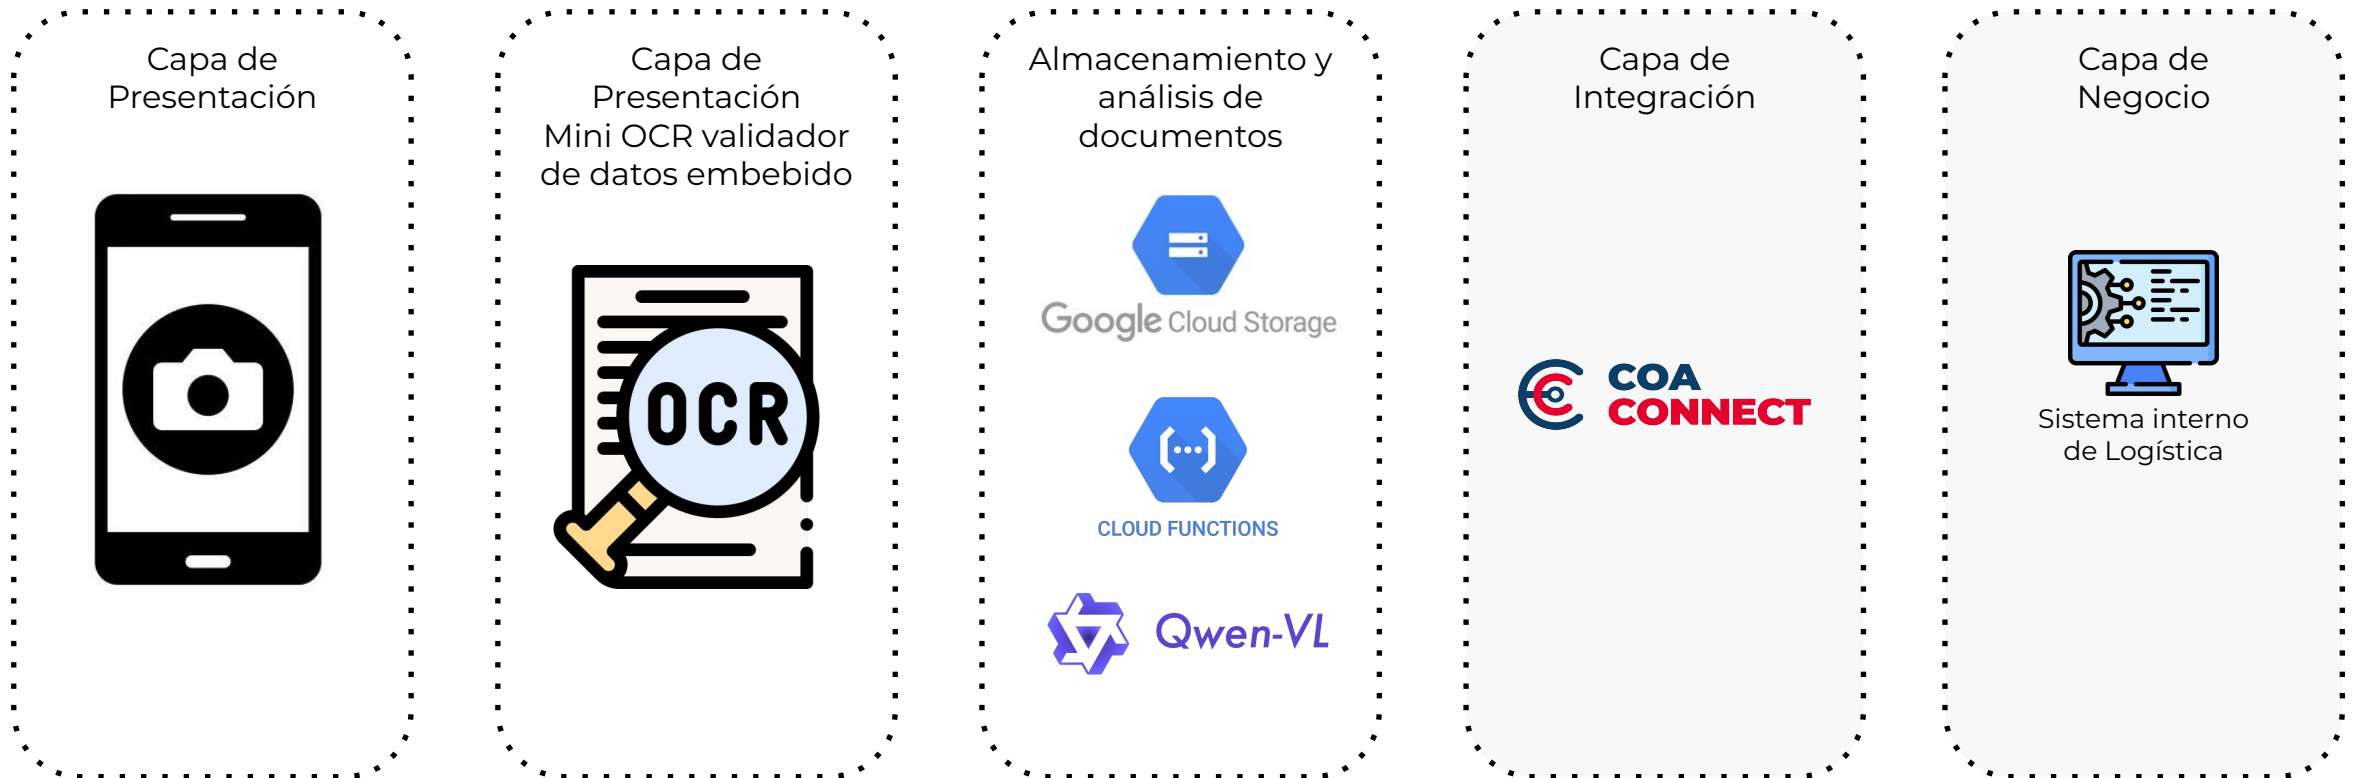 Capa de
Presentación
Capa de
Presentación
Mini OCR validador
de datos embebido
OCR
Almacenamiento y
análisis de
documentos
Google Cloud Storage
CLOUD FUNCTIONS
Qwen-VL
Capa de
Integración
COA
CONNECT
Capa de
Negocio
Sistema interno
de Logística